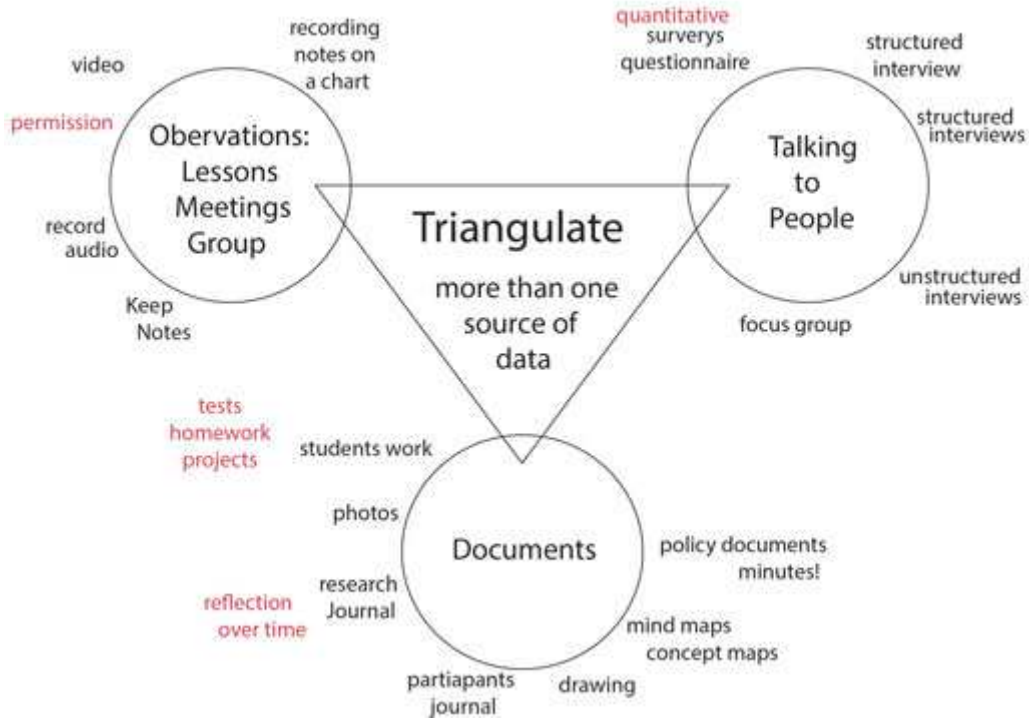 video
permission
record
audio
Keep
Notes
recording
notes on
a chart
Obervations:
Lessons
Meetings
Group
quantitative
surverys
questionnaire
structured
interview
structured
interviews
unstructured
interviews
focus group
Talking
to
People
Triangulate
more than one
source of
data
tests
homework
projects
students work
photos
research
Journal
reflection
over time
partiapants
journal
drawing
mind maps
concept maps
policy documents
minutes!
Documents